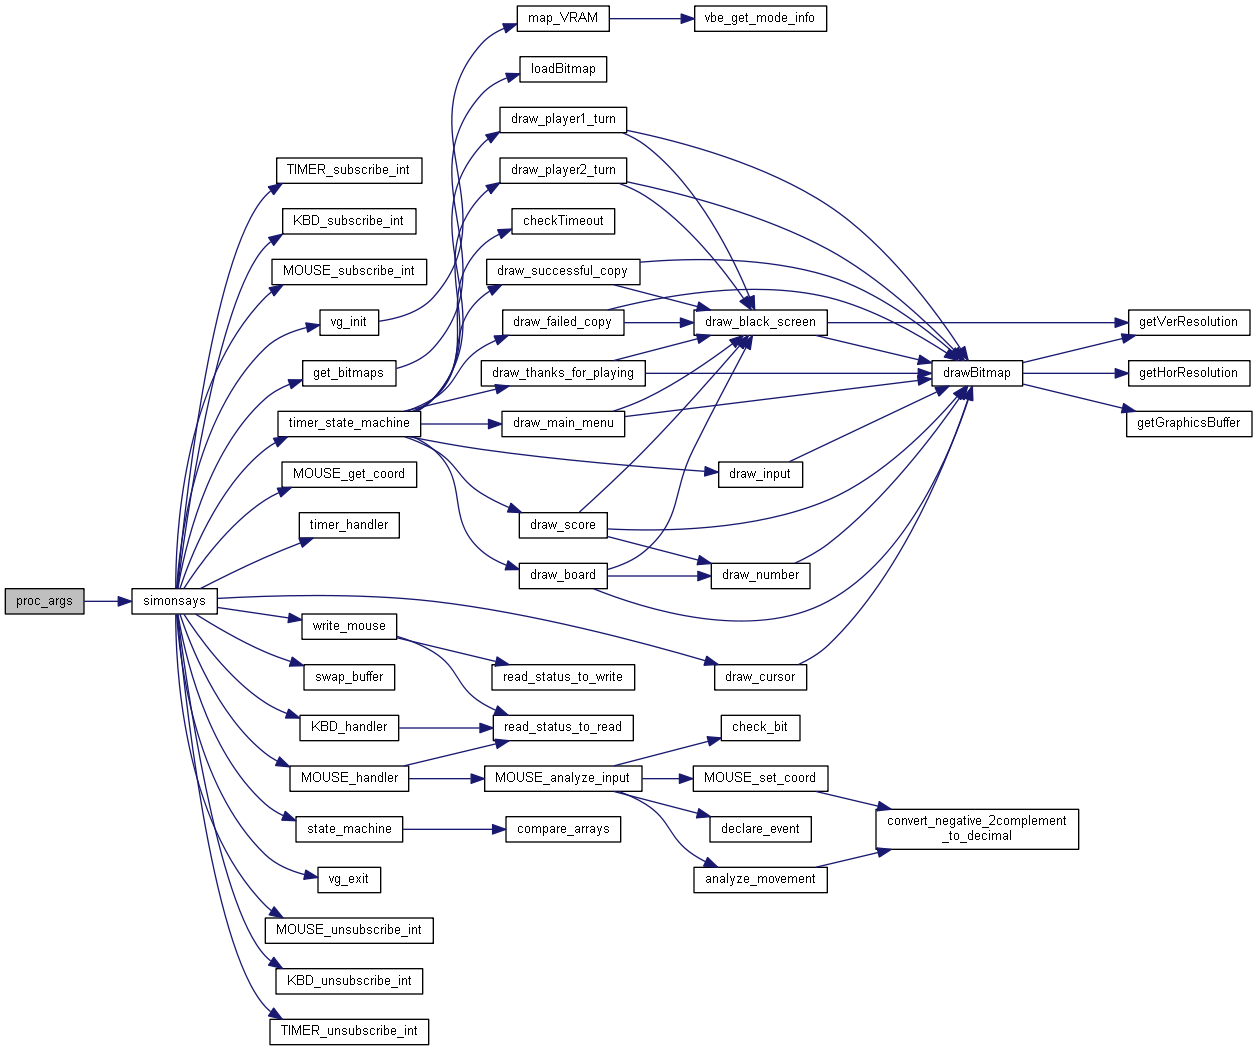 proc_args
simonsays
TIMER_subscribe_int
KBD_subscribe_int
MOUSE_subscribe_int
vg_init
get_bitmaps
timer_state_machine
MOUSE_get_coord
timer_handler
write_mouse
swap_buffer
KBD_handler
MOUSE_handler
state_machine
vg_exit
MOUSE_unsubscribe_int
KBD_unsubscribe_int
TIMER_unsubscribe_int
map_VRAM
loadBitmap
draw_player1_turn
draw_player2_turn
checkTimeout
draw_successful_copy
draw_failed_copy
draw_thanks_for_playing
draw_main_menu
draw_score
draw_board
read_status_to_write
read_status_to_read
MOUSE_analyze_input
compare_arrays
vbe_get_mode_info
draw_black_screen
draw_input
draw_number
draw_cursor
check_bit
MOUSE_set_coord
declare_event
analyze_movement
drawBitmap
convert_negative_2complement
_to_decimal
getVerResolution
getHorResolution
getGraphicsBuffer